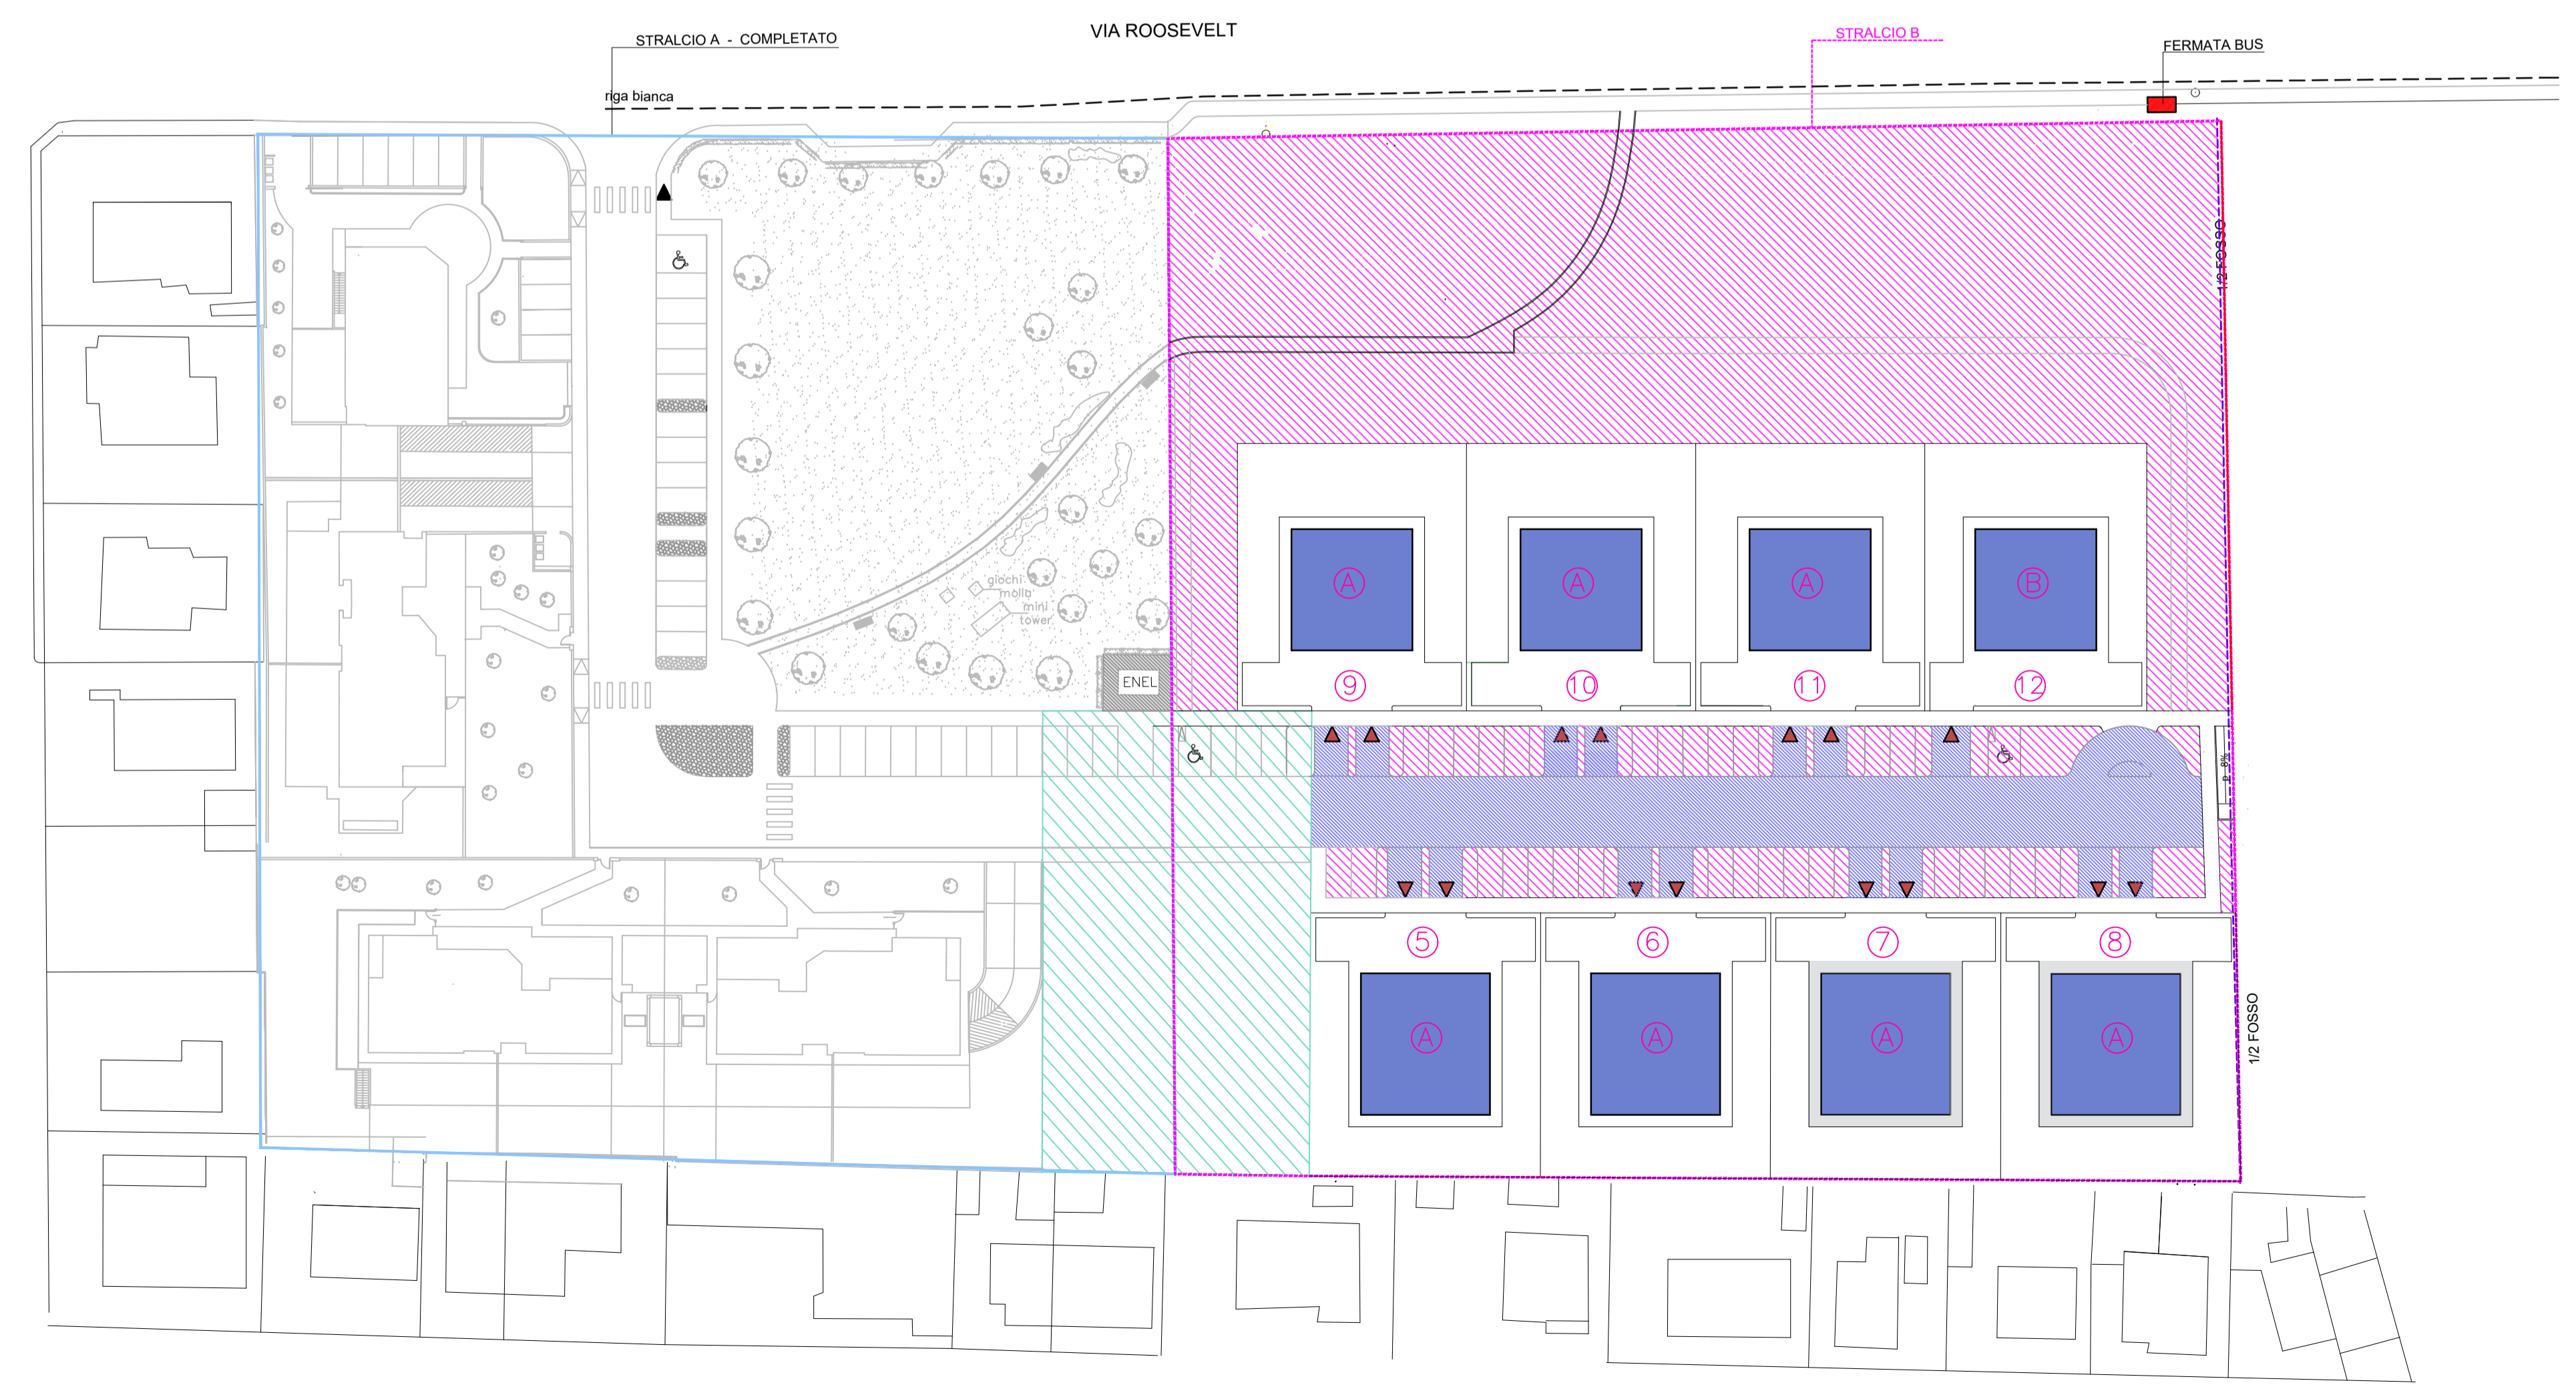 VIA ROOSEVELT
STRALCIO A - COMPLETATO
STRALCIO B
FERMATA BUS
riga bianca
1/2 FOSSO
giochi
molla
mini
tower
ENEL
A
A
A
B
9
10
11
12
P 8%
5
6
7
8
A
A
A
A
1/2 FOSSO